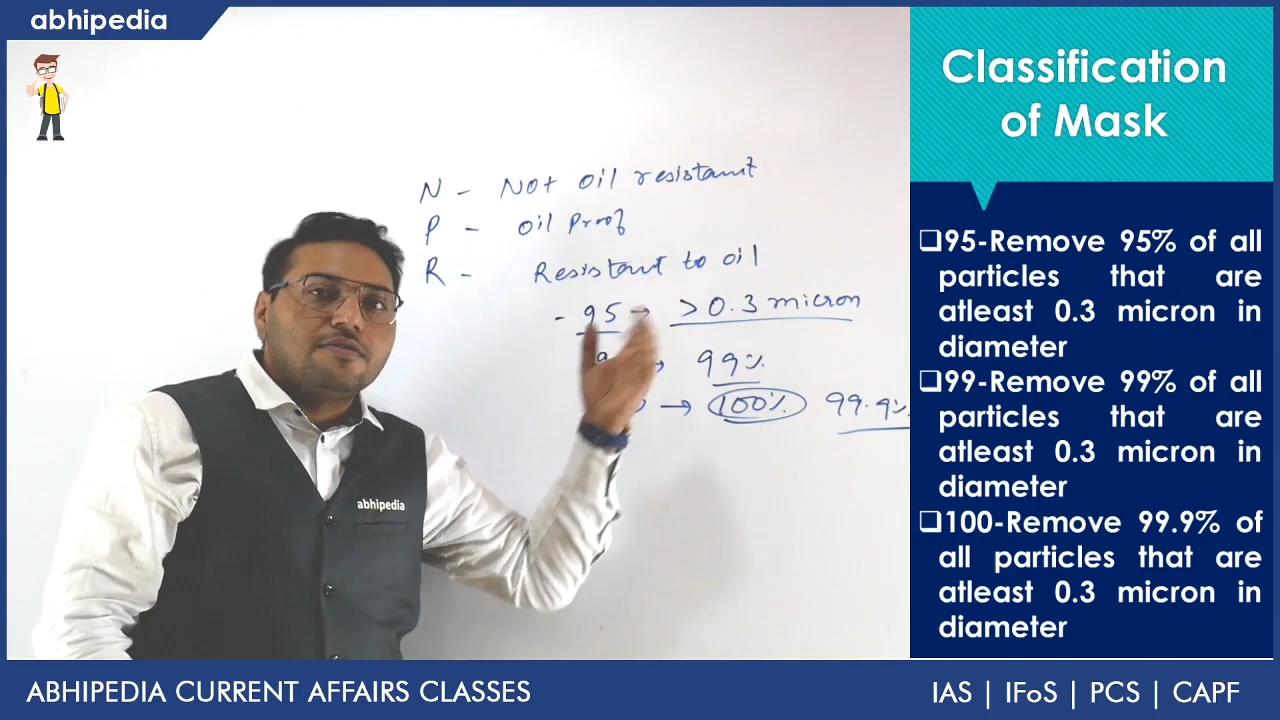 abhipedia
N - Not oil resistant
P - oil Proof
R - Resistant to oil
- 95 → > 0.3 micron
99%
→ 100% 99.9%
abhipedia
Classification
of Mask
❑95-Remove 95% of all
particles that are
atleast 0.3 micron in
diameter
❑99-Remove 99% of all
particles that are
atleast 0.3 micron in
diameter
❑100-Remove 99.9% of
all particles that are
atleast 0.3 micron in
diameter
ABHIPEDIA CURRENT AFFAIRS CLASSES
IAS | IFoS | PCS | CAPF